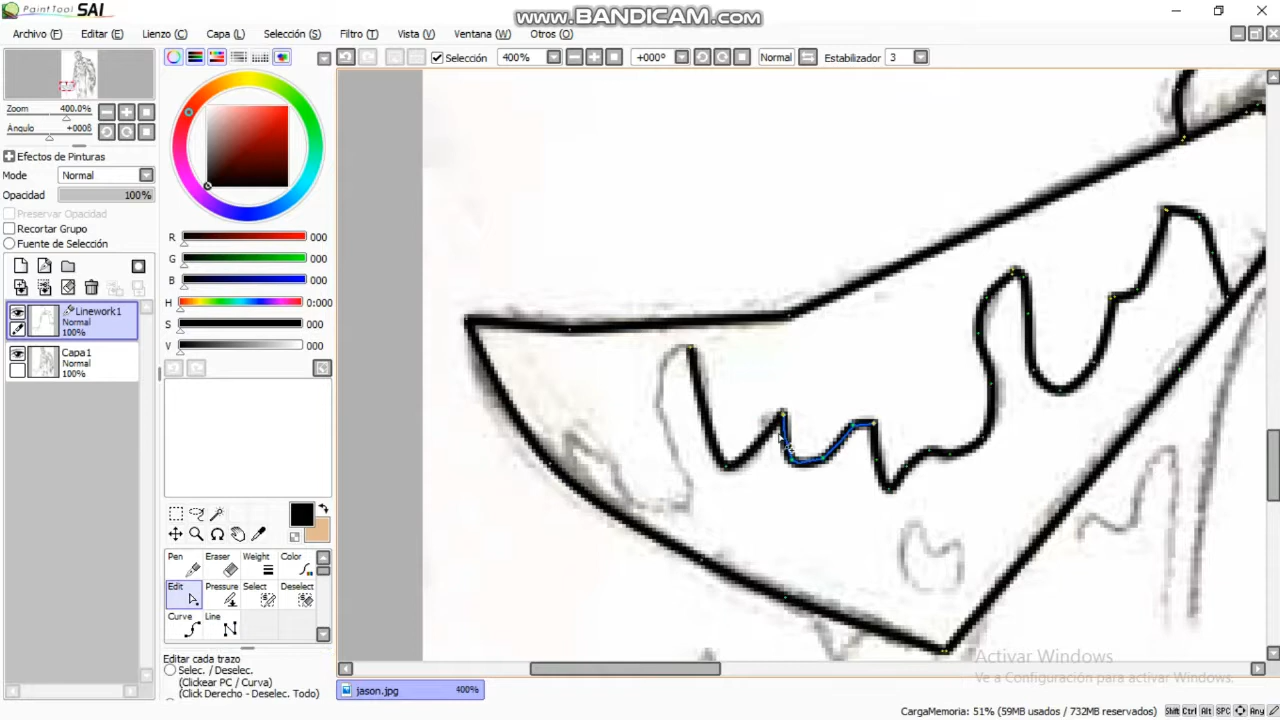 PaintTool SAI
www.BANDICAM.com
Archivo (F) Editar (E) Lienzo (C) Capa (L) Selección (S) Filtro (T) Vista (V) Ventana (W) Otros (O)
Selección 400% +000º Normal Estabilizador 3
Zoom 400.0%
Ángulo +000º
Efectos de Pinturas
Mode Normal
Opacidad 100%
Preservar Opacidad
Recortar Grupo
Fuente de Selección
R 000
G 000
B 000
H 0:000
S 000
V 000
Linework1
Normal
100%
Capa1
Normal
100%
Pen Eraser Weight Color
Edit Pressure Select Deselect
Curve Line
Editar cada trazo
Selec. / Deselec.
(Clickear PC / Curva)
(Click Derecho - Deselec. Todo)
Activar Windows
Ve a Configuración para activar Windows.
jason.jpg 400%
CargaMemoria: 51% (59MB usados / 732MB reservados) Shift Ctrl Alt SPC Any